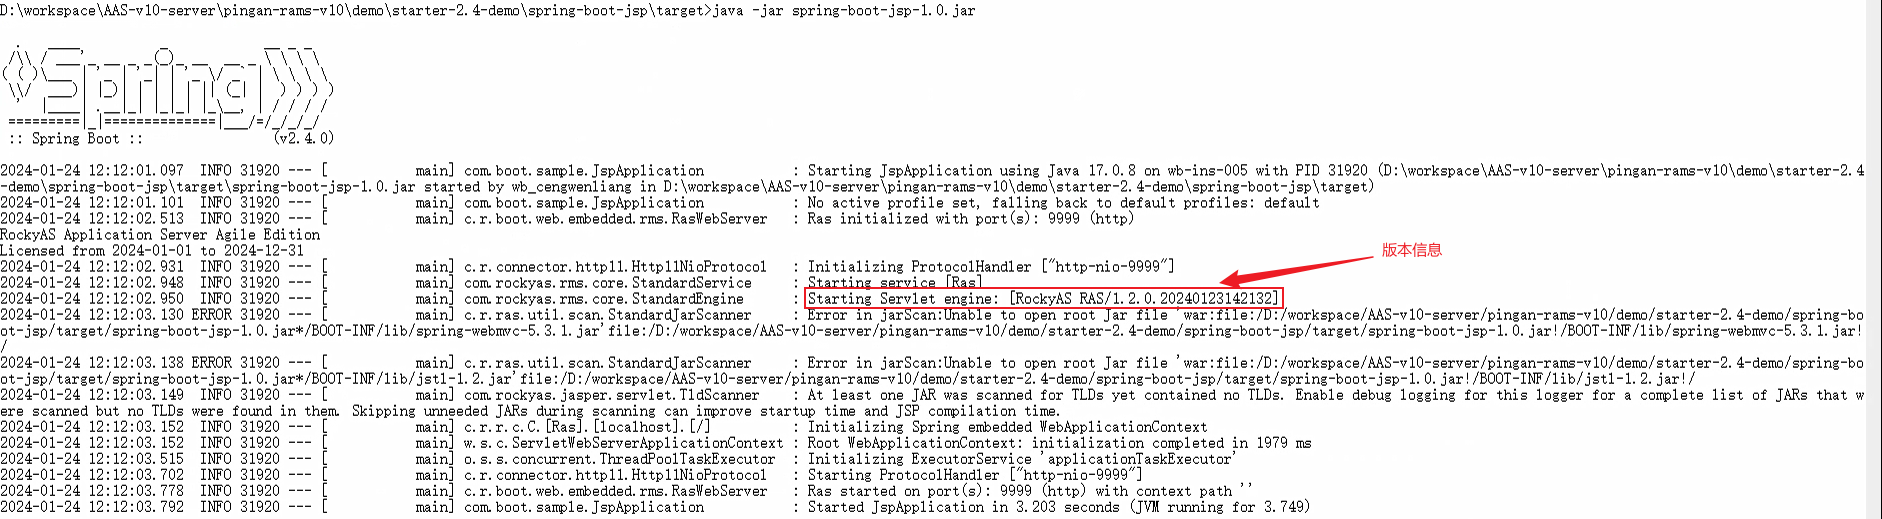 D:\workspace\AAS-v10-server\pingan-rams-v10\demo\starter-2.4-demo\spring-boot-jsp\target>java -jar spring-boot-jsp-1.0.jar
:: Spring Boot ::                (v2.4.0)
2024-01-24 12:12:01.097  INFO 31920 --- [           main] com.boot.sample.JspApplication           : Starting JspApplication using Java 17.0.8 on wb-ins-005 with PID 31920 (D:\workspace\AAS-v10-server\pingan-rams-v10\demo\starter-2.4
-demo\spring-boot-jsp\target\spring-boot-jsp-1.0.jar started by wb_cengwenliang in D:\workspace\AAS-v10-server\pingan-rams-v10\demo\starter-2.4-demo\spring-boot-jsp\target)
2024-01-24 12:12:01.101  INFO 31920 --- [           main] com.boot.sample.JspApplication           : No active profile set, falling back to default profiles: default
2024-01-24 12:12:02.513  INFO 31920 --- [           main] c.r.boot.web.embedded.rms.RasWebServer   : Ras initialized with port(s): 9999 (http)
RockyAS Application Server Agile Edition
Licensed from 2024-01-01 to 2024-12-31
版本信息
2024-01-24 12:12:02.931  INFO 31920 --- [           main] c.r.connector.http11.Http11NioProtocol   : Initializing ProtocolHandler ["http-nio-9999"]
2024-01-24 12:12:02.948  INFO 31920 --- [           main] com.rockyas.rms.core.StandardService     : Starting service [Ras]
2024-01-24 12:12:02.950  INFO 31920 --- [           main] com.rockyas.rms.core.StandardEngine      : Starting Servlet engine: [RockyAS RAS/1.2.0.20240123142132]
2024-01-24 12:12:03.130 ERROR 31920 --- [           main] c.r.ras.util.scan.StandardJarScanner     : Error in jarScan:Unable to open root Jar file 'war:file:/D:/workspace/AAS-v10-server/pingan-rams-v10/demo/starter-2.4-demo/spring-bo
ot-jsp/target/spring-boot-jsp-1.0.jar*/BOOT-INF/lib/spring-webmvc-5.3.1.jar'file:/D:/workspace/AAS-v10-server/pingan-rams-v10/demo/starter-2.4-demo/spring-boot-jsp/target/spring-boot-jsp-1.0.jar!/BOOT-INF/lib/spring-webmvc-5.3.1.jar!
/
2024-01-24 12:12:03.138 ERROR 31920 --- [           main] c.r.ras.util.scan.StandardJarScanner     : Error in jarScan:Unable to open root Jar file 'war:file:/D:/workspace/AAS-v10-server/pingan-rams-v10/demo/starter-2.4-demo/spring-bo
ot-jsp/target/spring-boot-jsp-1.0.jar*/BOOT-INF/lib/jstl-1.2.jar'file:/D:/workspace/AAS-v10-server/pingan-rams-v10/demo/starter-2.4-demo/spring-boot-jsp/target/spring-boot-jsp-1.0.jar!/BOOT-INF/lib/jstl-1.2.jar!/
2024-01-24 12:12:03.149  INFO 31920 --- [           main] com.rockyas.jasper.servlet.TldScanner    : At least one JAR was scanned for TLDs yet contained no TLDs. Enable debug logging for this logger for a complete list of JARs that w
ere scanned but no TLDs were found in them. Skipping unneeded JARs during scanning can improve startup time and JSP compilation time.
2024-01-24 12:12:03.152  INFO 31920 --- [           main] c.r.r.c.C.[Ras].[localhost].[/]          : Initializing Spring embedded WebApplicationContext
2024-01-24 12:12:03.152  INFO 31920 --- [           main] w.s.c.ServletWebServerApplicationContext : Root WebApplicationContext: initialization completed in 1979 ms
2024-01-24 12:12:03.515  INFO 31920 --- [           main] o.s.s.concurrent.ThreadPoolTaskExecutor  : Initializing ExecutorService 'applicationTaskExecutor'
2024-01-24 12:12:03.702  INFO 31920 --- [           main] c.r.connector.http11.Http11NioProtocol   : Starting ProtocolHandler ["http-nio-9999"]
2024-01-24 12:12:03.778  INFO 31920 --- [           main] c.r.boot.web.embedded.rms.RasWebServer   : Ras started on port(s): 9999 (http) with context path ''
2024-01-24 12:12:03.792  INFO 31920 --- [           main] com.boot.sample.JspApplication           : Started JspApplication in 3.203 seconds (JVM running for 3.749)